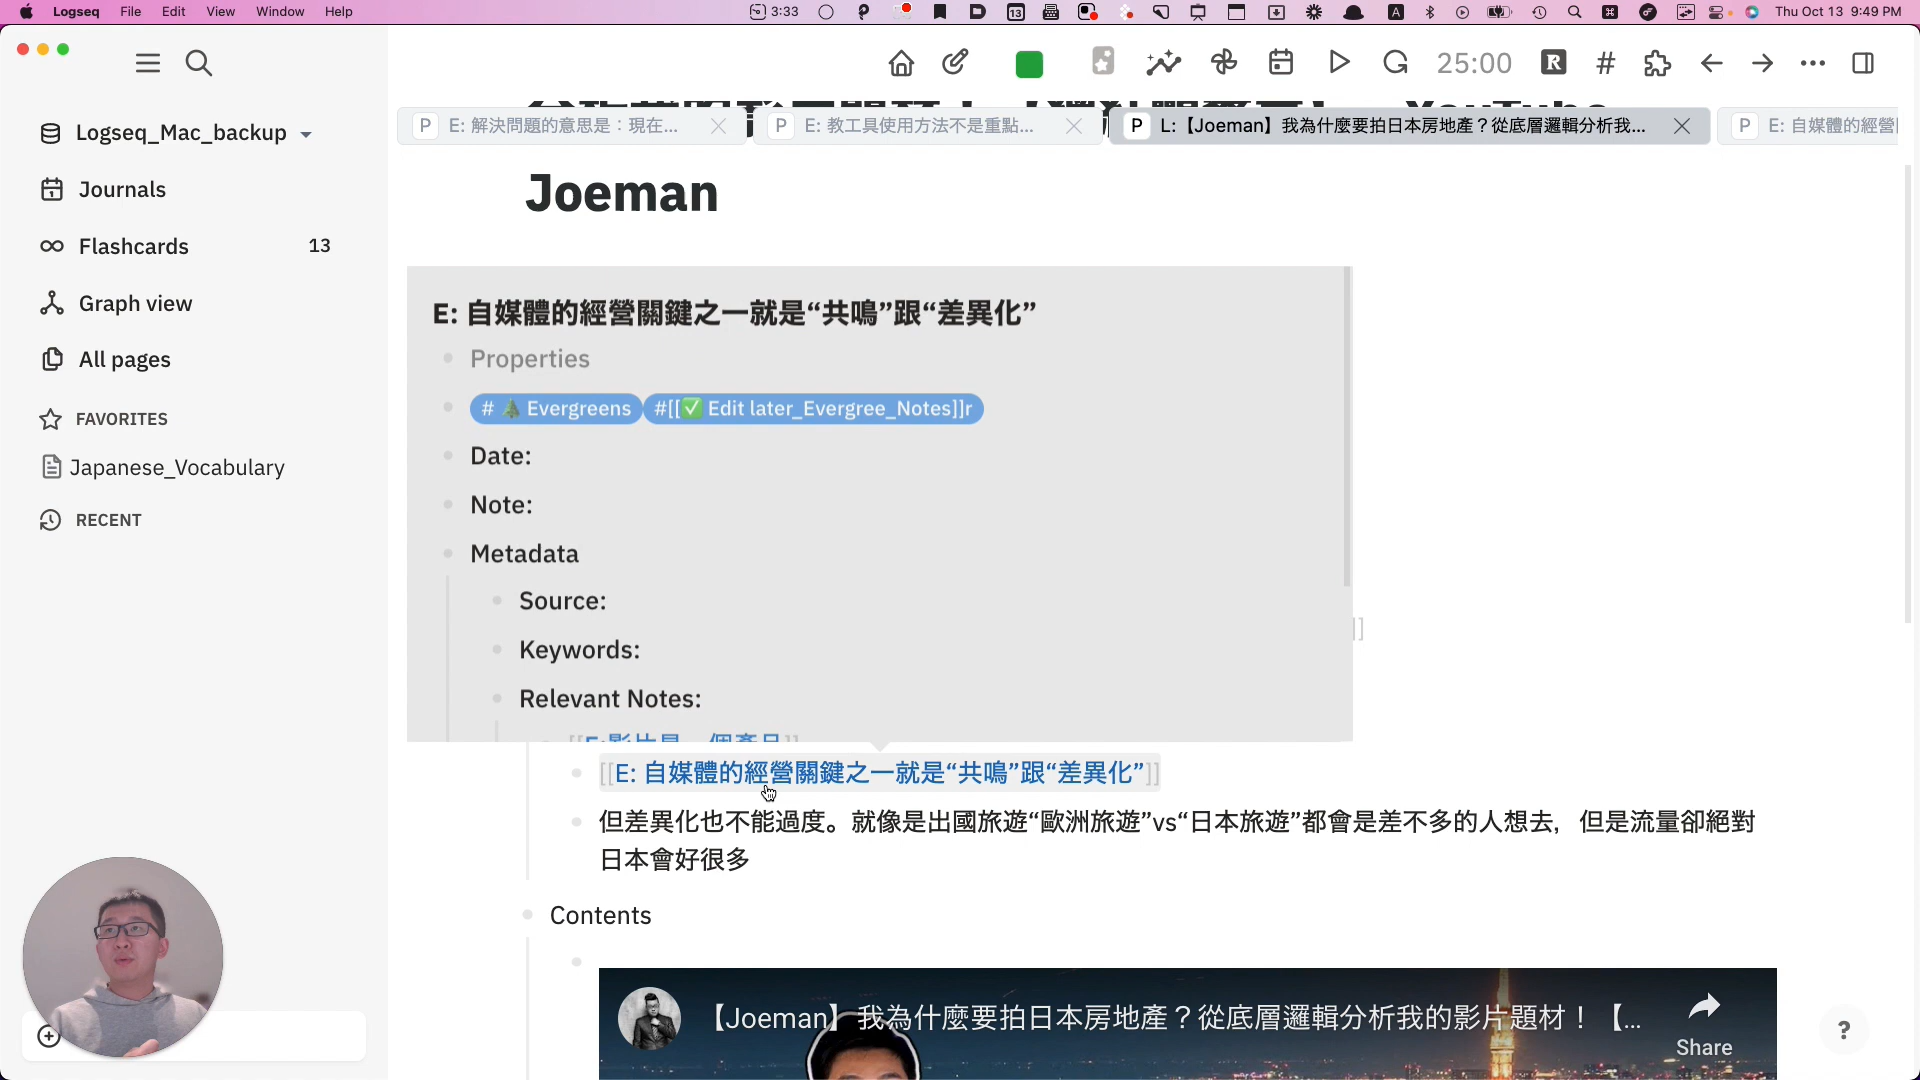 Logseq File Edit View Window Help 3:33 13 A Thu Oct 13 9:49 PM
25:00 R #
Logseq_Mac_backup
Journals
Flashcards 13
Graph view
All pages
FAVORITES
Japanese_Vocabulary
RECENT
P E: 解決問題的意思是：現在...
P E: 教工具使用方法不是重點...
P L:【Joeman】我為什麼要拍日本房地產？從底層邏輯分析我...
P E: 自媒體的經營
Joeman
E: 自媒體的經營關鍵之一就是“共鳴”跟“差異化”
Properties
# 🌲 Evergreens #[[✅ Edit later_Evergree_Notes]]r
Date:
Note:
Metadata
Source:
Keywords:
]]
Relevant Notes:
[[E: 自媒體的經營關鍵之一就是“共鳴”跟“差異化”]]
但差異化也不能過度。就像是出國旅遊“歐洲旅遊”vs“日本旅遊”都會是差不多的人想去，但是流量卻絕對
日本會好很多
Contents
【Joeman】我為什麼要拍日本房地產？從底層邏輯分析我的影片題材！【...
Share
?